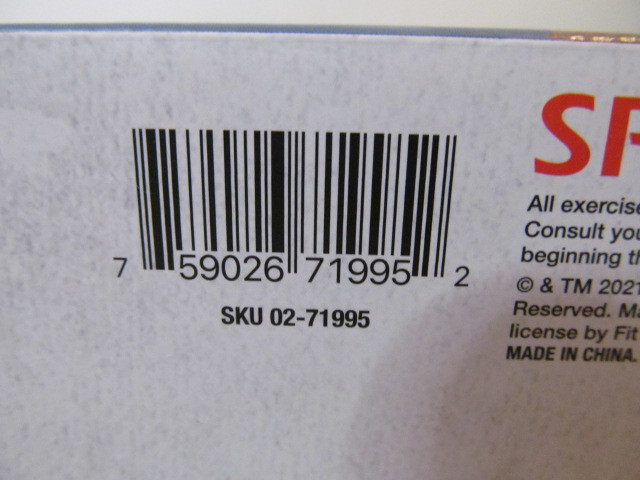 SP
All exercise
Consult you
beginning th
© & TM 2021
Reserved. Ma
license by Fit
MADE IN CHINA.
7 59026 71995 2
SKU 02-71995